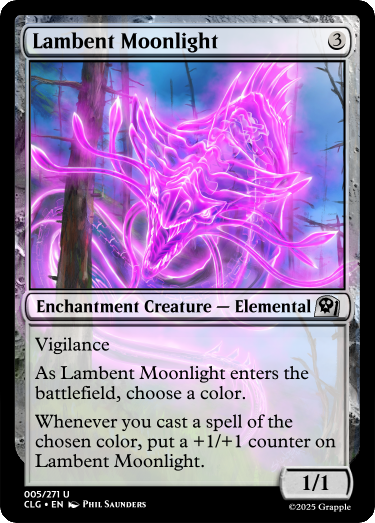 Lambent Moonlight 3
Enchantment Creature — Elemental
Vigilance
As Lambent Moonlight enters the
battlefield, choose a color.
Whenever you cast a spell of the
chosen color, put a +1/+1 counter on
Lambent Moonlight.
1/1
005/271 U
CLG • EN Phil Saunders
©2025 Grapple